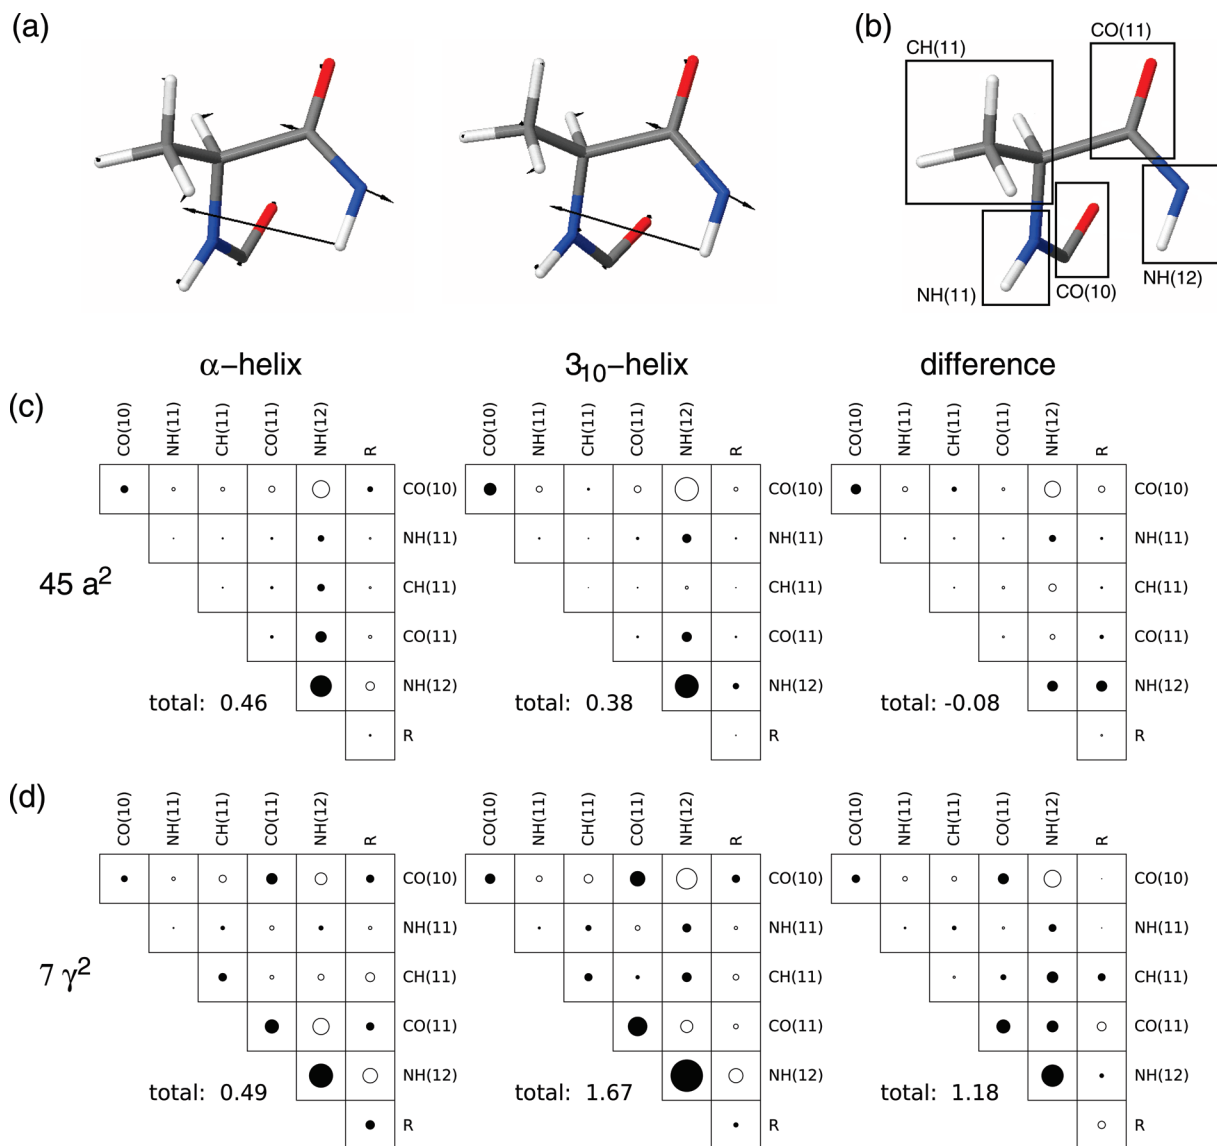 (a)
(b)
CH(11)
CO(11)
NH(11)
CO(10)
NH(12)
α−helix
3₁₀−helix
difference
(c)
CO(10) NH(11) CH(11) CO(11) NH(12) R
CO(10) NH(11) CH(11) CO(11) NH(12) R
CO(10) NH(11) CH(11) CO(11) NH(12) R
CO(10) CO(10) CO(10)
NH(11) NH(11) NH(11)
45 a² CH(11) CH(11) CH(11)
CO(11) CO(11) CO(11)
total: 0.46 NH(12) total: 0.38 NH(12) total: -0.08 NH(12)
R R R
(d)
CO(10) NH(11) CH(11) CO(11) NH(12) R
CO(10) NH(11) CH(11) CO(11) NH(12) R
CO(10) NH(11) CH(11) CO(11) NH(12) R
CO(10) CO(10) CO(10)
NH(11) NH(11) NH(11)
7 γ² CH(11) CH(11) CH(11)
CO(11) CO(11) CO(11)
total: 0.49 NH(12) total: 1.67 NH(12) total: 1.18 NH(12)
R R R